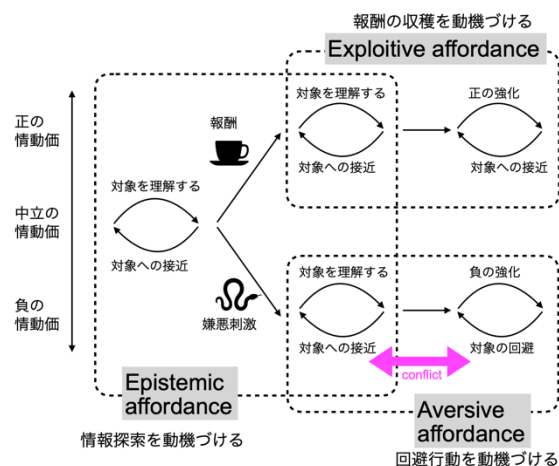 報酬の収穫を動機づける
Exploitive affordance
正の
情動価
中立の
情動価
負の
情動価
対象を理解する
対象への接近
報酬
嫌悪刺激
対象を理解する
対象への接近
正の強化
対象への接近
対象を理解する
対象への接近
負の強化
対象の回避
conflict
Epistemic
affordance
情報探索を動機づける
Aversive
affordance
回避行動を動機づける